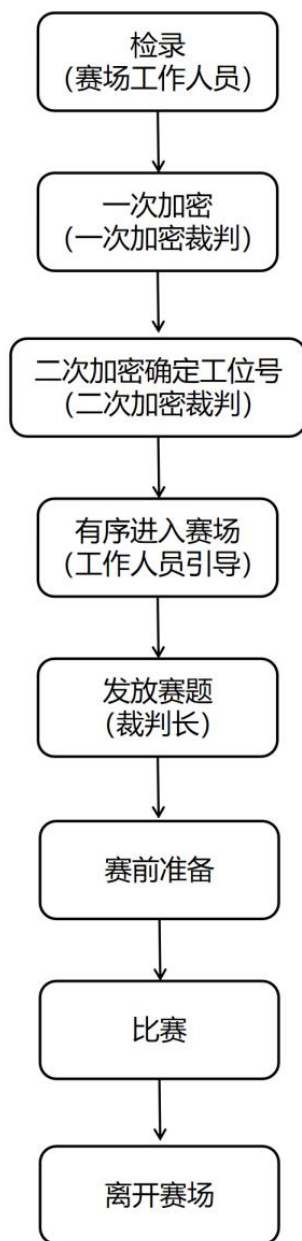 检录
（赛场工作人员）
一次加密
（一次加密裁判）
二次加密确定工位号
（二次加密裁判）
有序进入赛场
（工作人员引导）
发放赛题
（裁判长）
赛前准备
比赛
离开赛场